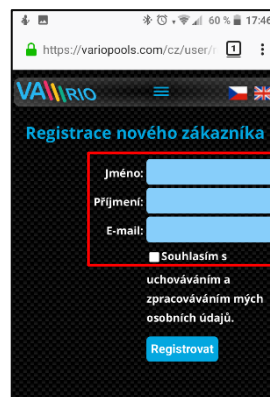 60 % 17:46
https://variopools.com/cz/user/r 1
VARIO
Registrace nového zákazníka
Jméno:
Příjmení:
E-mail:
Souhlasím s
uchováváním a
zpracováváním mých
osobních údajů.
Registrovat